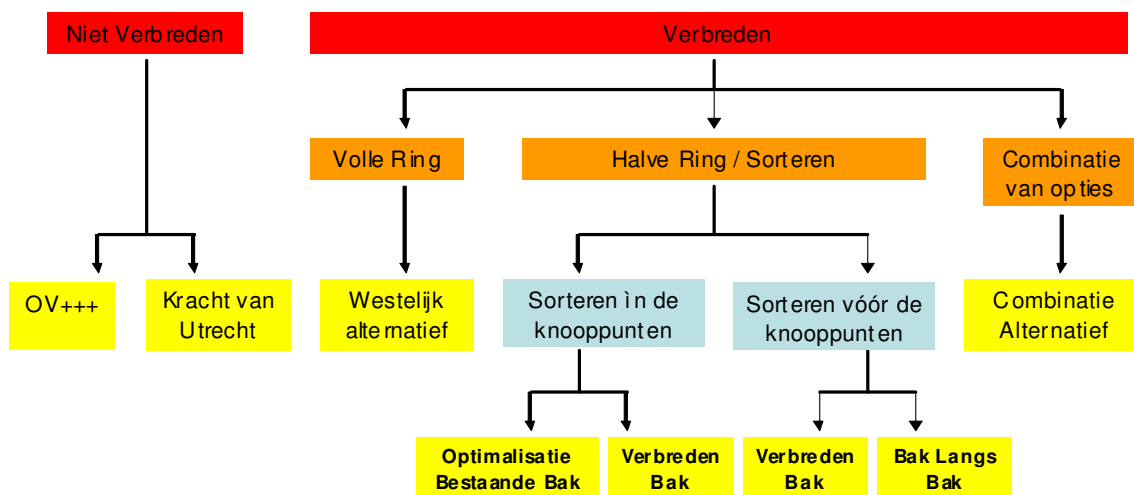 Niet Verbreden
Verbreden
Volle Ring
Halve Ring / Sorteren
Combinatie
van opties
OV+++
Kracht van
Utrecht
Westelijk
alternatief
Sorteren ìn de
knooppunten
Sorteren vóór de
knooppunten
Combinatie
Alternatief
Optimalisatie
Bestaande Bak
Verbreden
Bak
Verbreden
Bak
Bak Langs
Bak